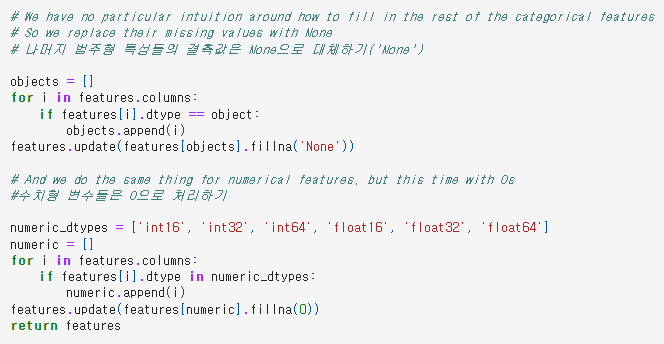 # We have no particular intuition around how to fill in the rest of the categorical features
# So we replace their missing values with None
# 나머지 범주형 특성들의 결측값은 None으로 대체하기('None')
objects = []
for i in features.columns:
    if features[i].dtype == object:
        objects.append(i)
features.update(features[objects].fillna('None'))
# And we do the same thing for numerical features, but this time with 0s
#수치형 변수들은 0으로 처리하기
numeric_dtypes = ['int16', 'int32', 'int64', 'float16', 'float32', 'float64']
numeric = []
for i in features.columns:
    if features[i].dtype in numeric_dtypes:
        numeric.append(i)
features.update(features[numeric].fillna(0))
return features